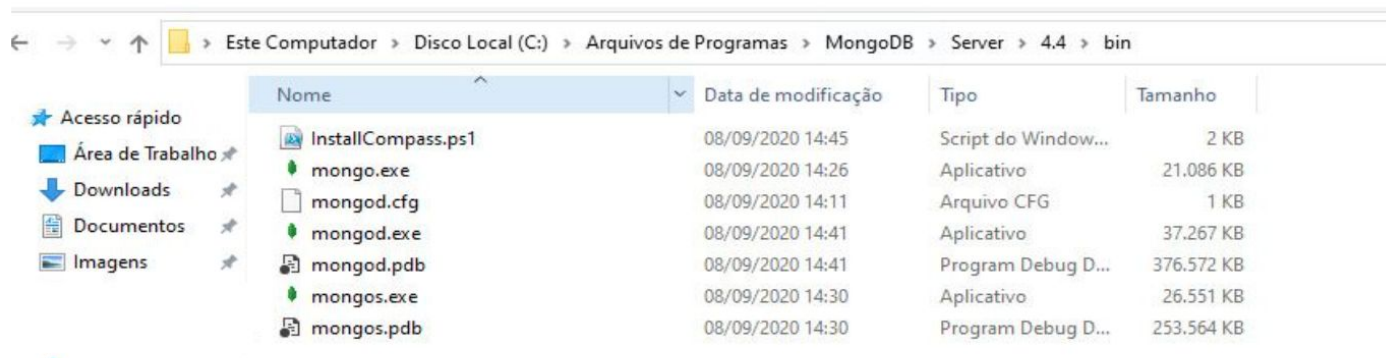 Este Computador > Disco Local (C:) > Arquivos de Programas > MongoDB > Server > 4.4 > bin
Nome Data de modificação Tipo Tamanho
Acesso rápido
Área de Trabalho
Downloads
Documentos
Imagens
InstallCompass.ps1 08/09/2020 14:45 Script do Window... 2 KB
mongo.exe 08/09/2020 14:26 Aplicativo 21.086 KB
mongod.cfg 08/09/2020 14:11 Arquivo CFG 1 KB
mongod.exe 08/09/2020 14:41 Aplicativo 37.267 KB
mongod.pdb 08/09/2020 14:41 Program Debug D... 376.572 KB
mongos.exe 08/09/2020 14:30 Aplicativo 26.551 KB
mongos.pdb 08/09/2020 14:30 Program Debug D... 253.564 KB